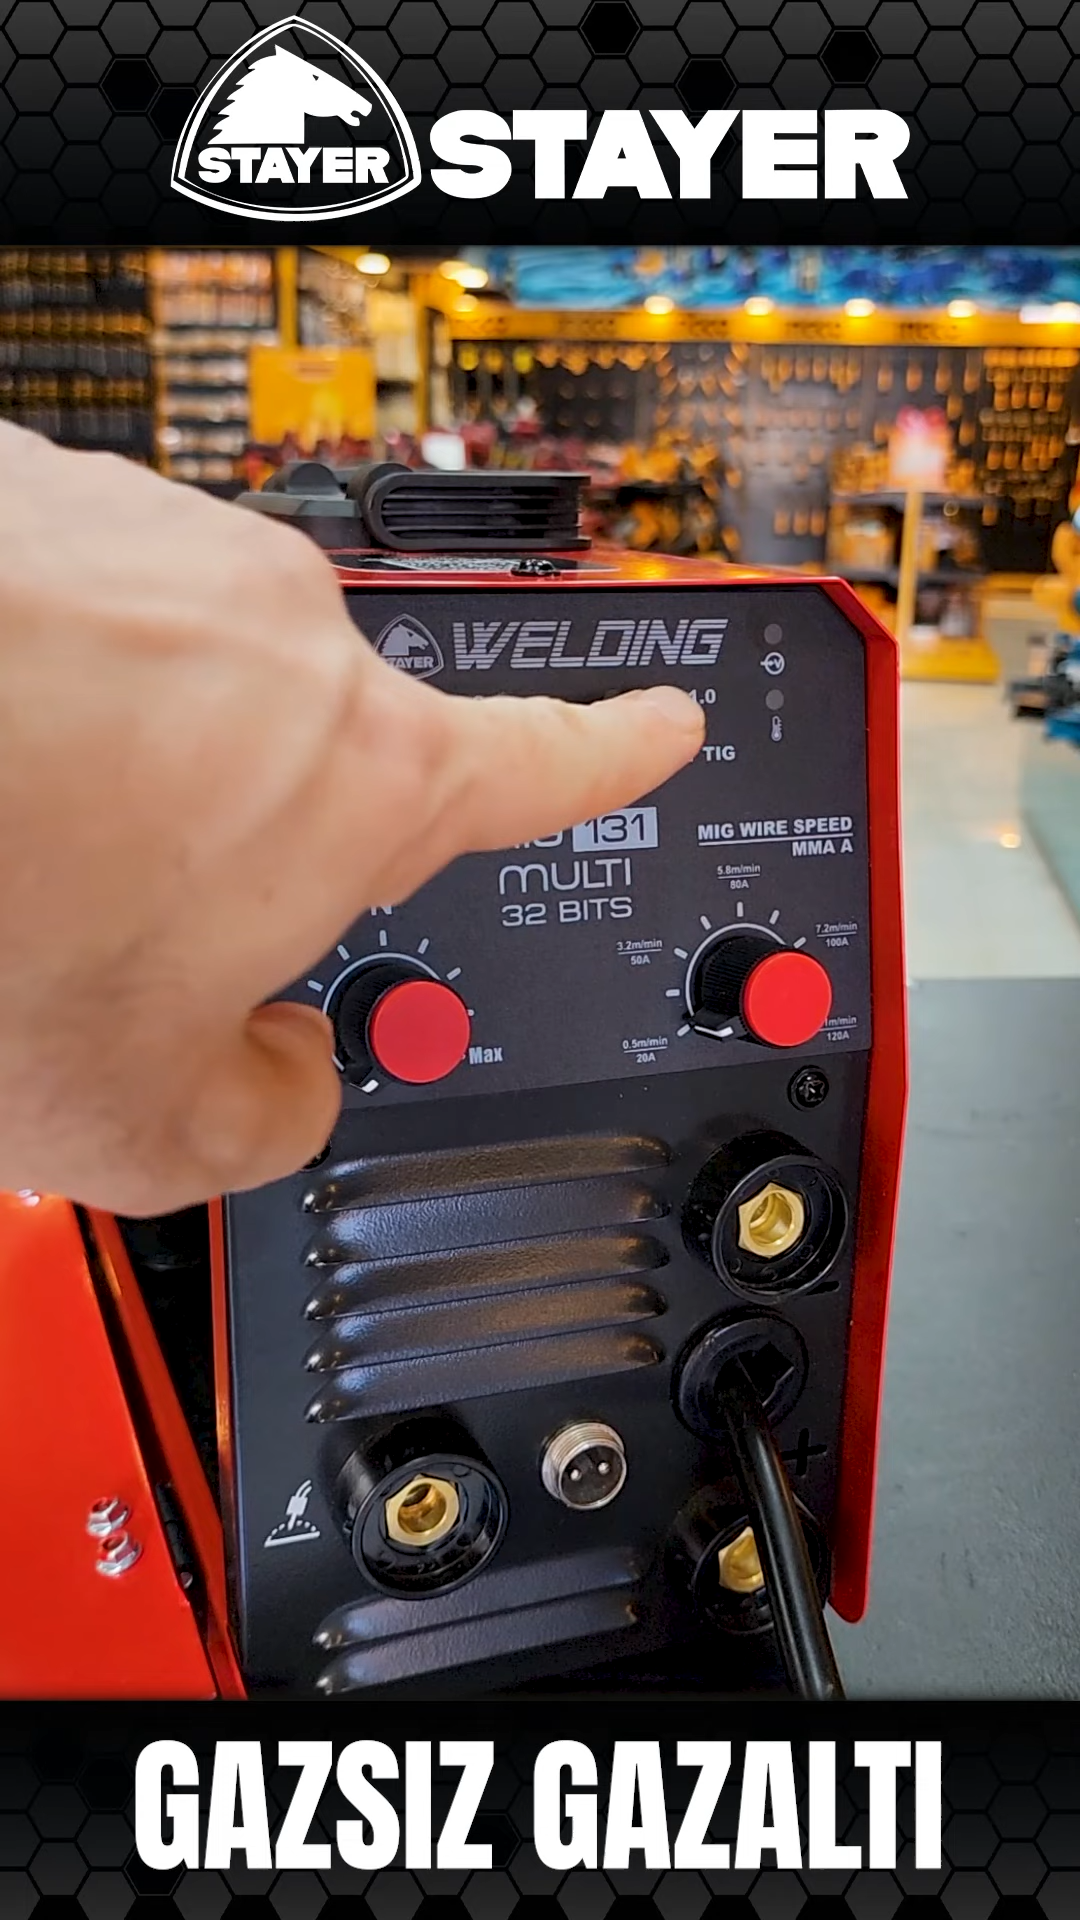 STAYER
STAYER
STAYER
WELDING
1.0
TIG
131
MULTI
32 BITS
MIG WIRE SPEED
MMA A
5.8m/min
80A
3.2m/min
50A
7.2m/min
100A
0.5m/min
20A
m/min
120A
Max
+
GAZSIZ GAZALTI